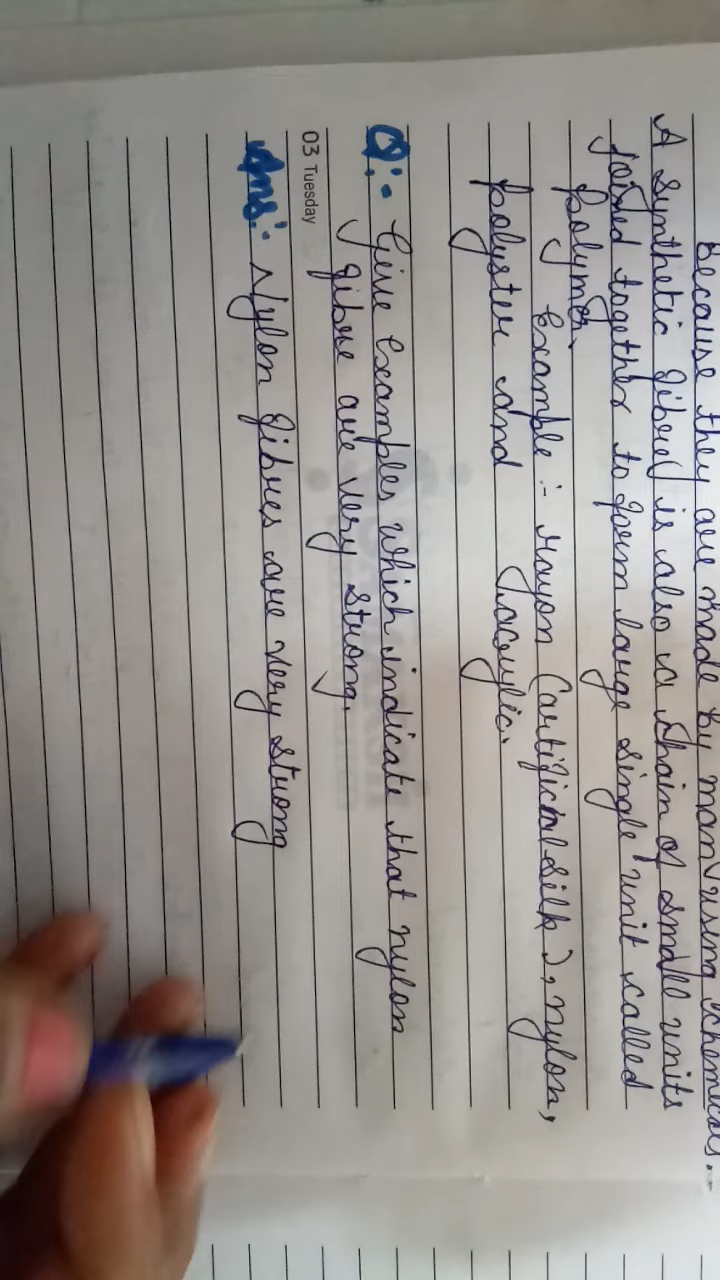 because they are made by man using chemicals.
A synthetic fibre is also a chain of small units
joined together to form large single unit called
polymer.
Example :- rayon (artificial silk), nylon,
polyster and acrylic.
Q:- Give examples which indicate that nylon
fibre are very strong.
03 Tuesday
Ans:- Nylon fibres are very strong